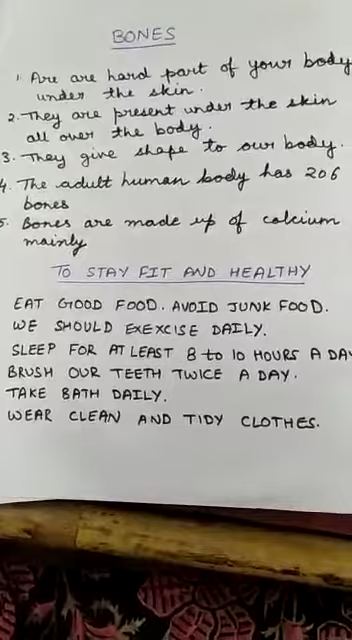 BONES
1. Are are hard part of your body
under the skin.
2. They are present under the skin
all over the body.
3. They give shape to our body.
4. The adult human body has 206
bones
5. Bones are made up of calcium
mainly
TO STAY FIT AND HEALTHY
EAT GOOD FOOD. AVOID JUNK FOOD.
WE SHOULD EXEXCISE DAILY.
SLEEP FOR AT LEAST 8 to 10 HOURS A DAY
BRUSH OUR TEETH TWICE A DAY.
TAKE BATH DAILY.
WEAR CLEAN AND TIDY CLOTHES.